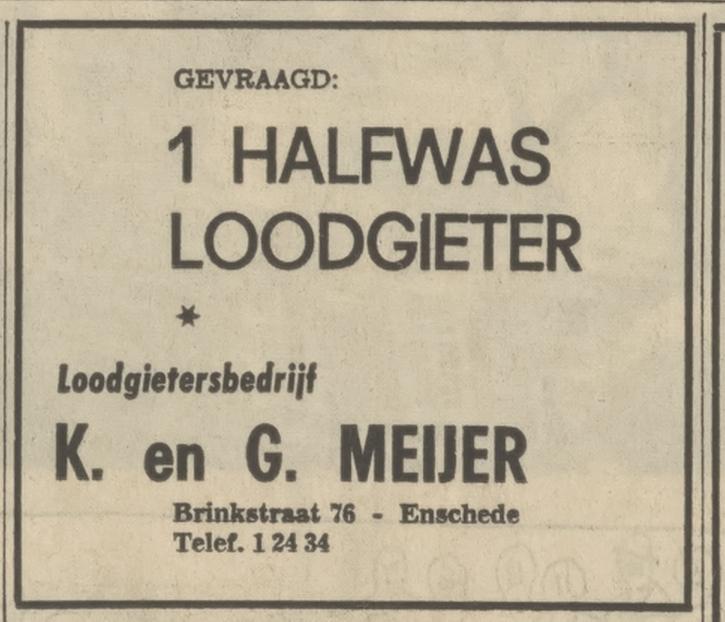 GEVRAAGD:
1 HALFWAS
LOODGIETER
*
Loodgietersbedrijf
K. en G. MEIJER
Brinkstraat 76 - Enschede
Telef. 1 24 34